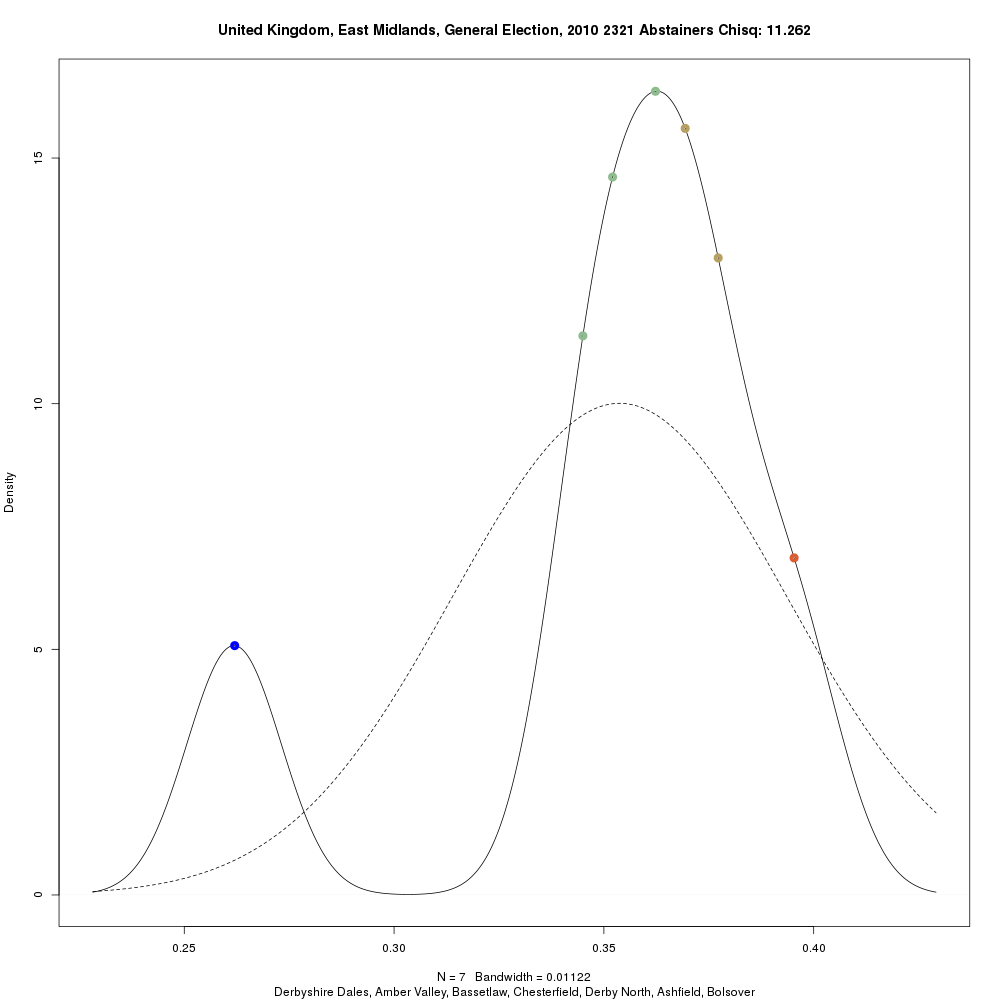 United Kingdom, East Midlands, General Election, 2010 2321 Abstainers Chisq: 11.262
15
10
Density
5
0
0.25 0.30 0.35 0.40
N = 7 Bandwidth = 0.01122
Derbyshire Dales, Amber Valley, Bassetlaw, Chesterfield, Derby North, Ashfield, Bolsover